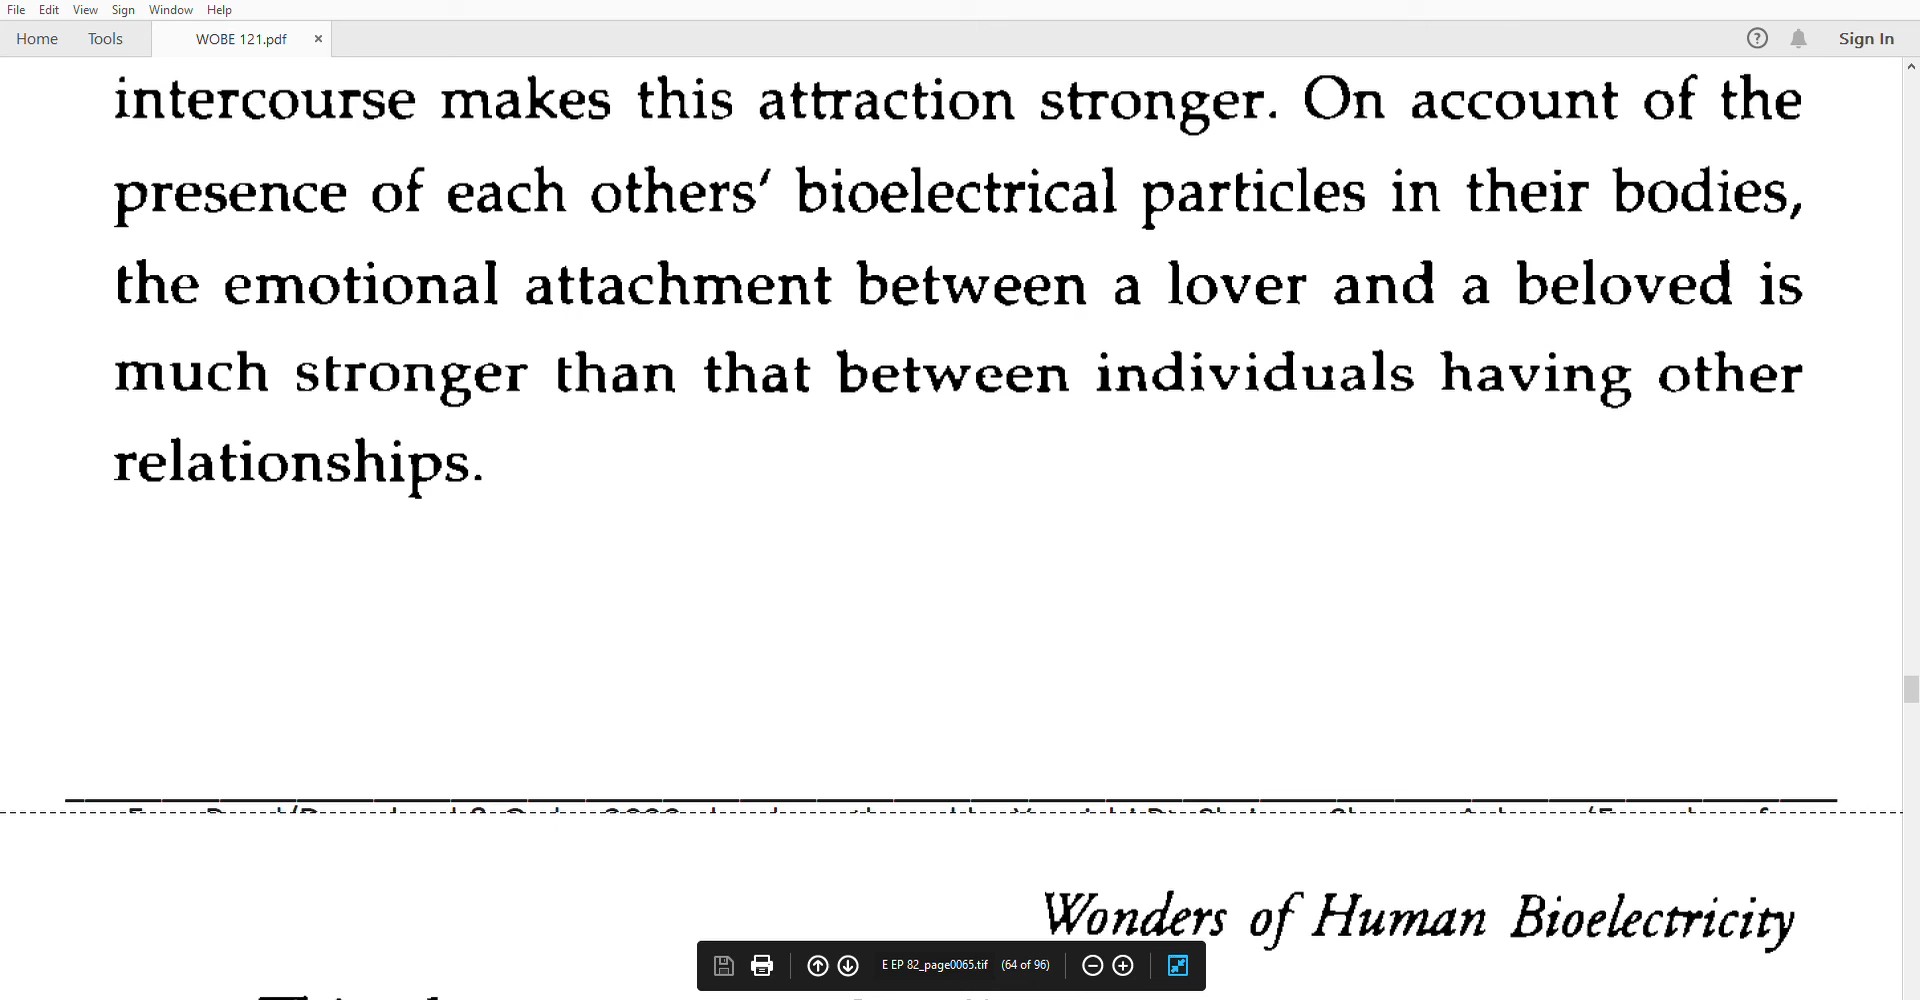 File Edit View Sign Window Help
Home Tools WOBE 121.pdf × ? Sign In
intercourse makes this attraction stronger. On account of the
presence of each others‘ bioelectrical particles in their bodies,
the emotional attachment between a lover and a beloved is
much stronger than that between individuals having other
relationships.
Wonders of Human Bioelectricity
E EP 82_page0065.tif (64 of 96)